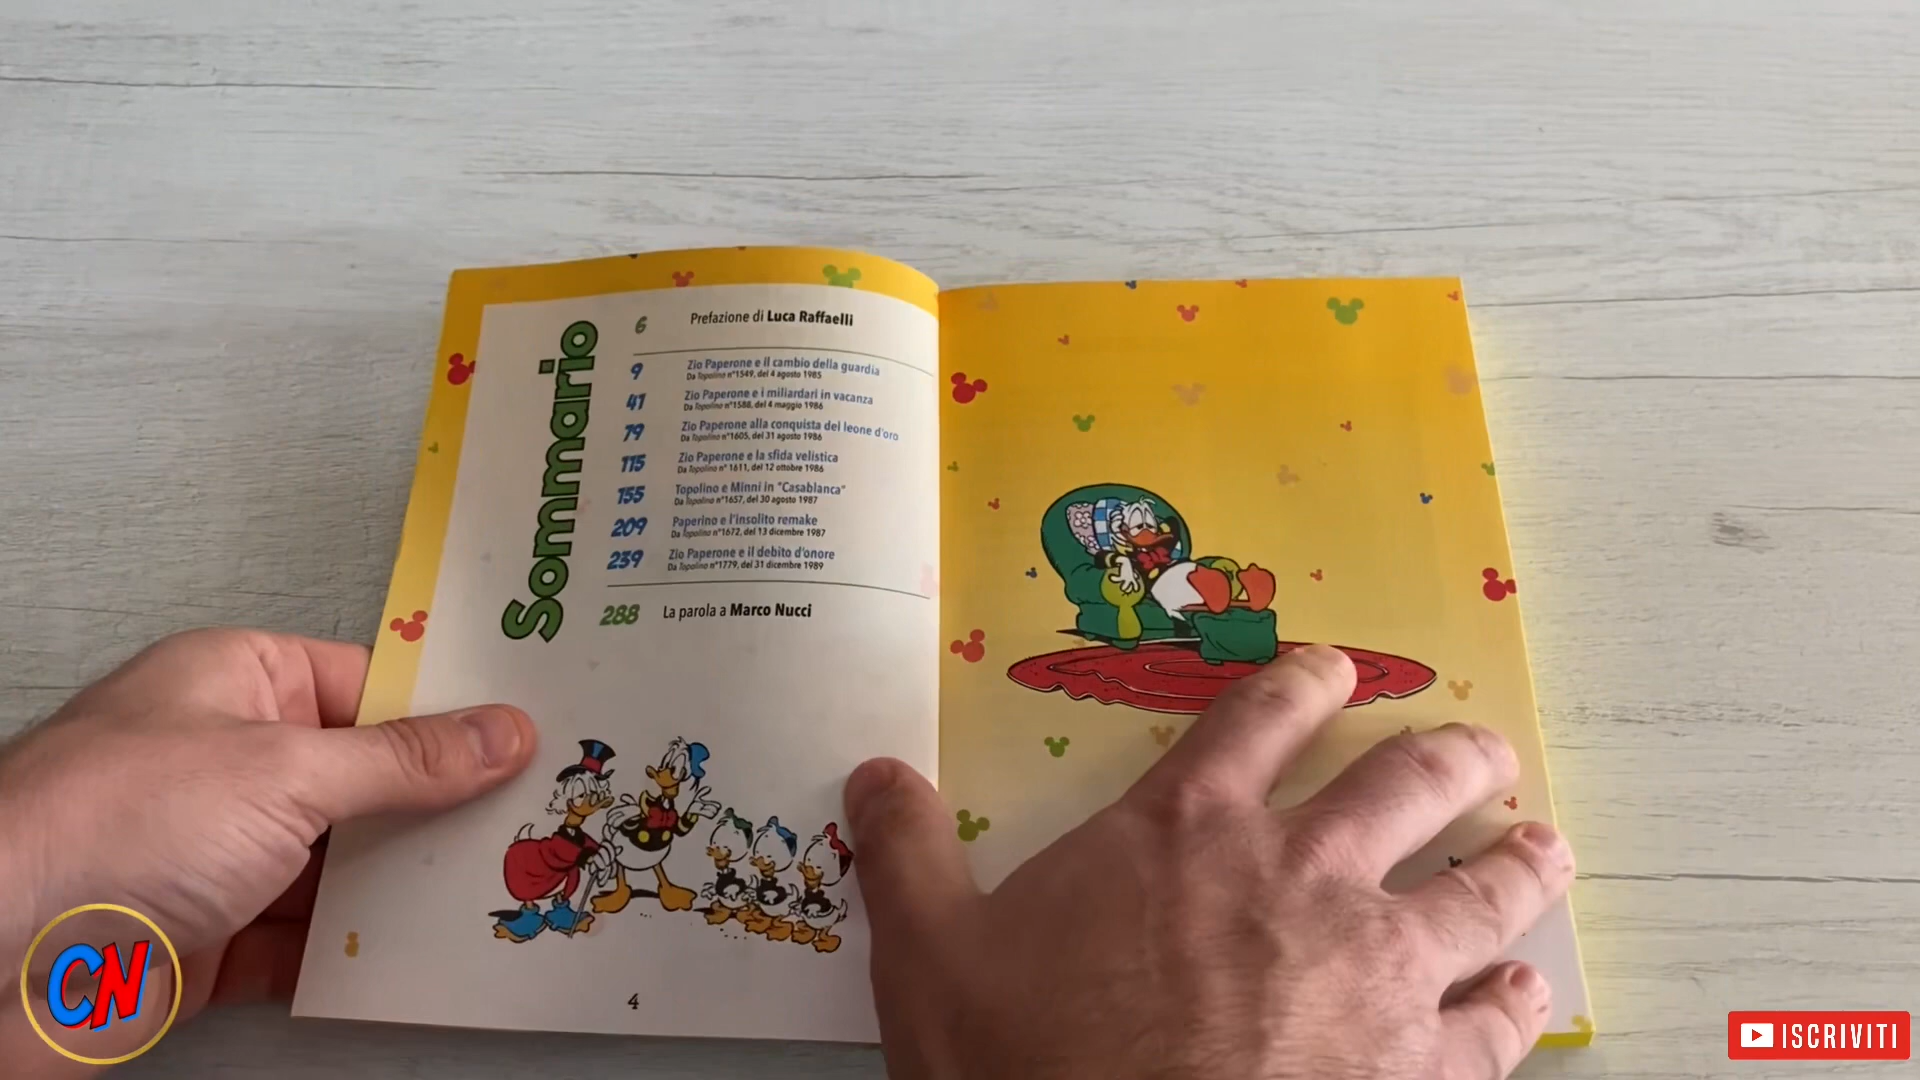 Sommario
6 Prefazione di Luca Raffaelli
9 Zio Paperone e il cambio della guardia
Da Topolino n°1549, del 4 agosto 1985
41 Zio Paperone e i miliardari in vacanza
Da Topolino n°1588, del 4 maggio 1986
79 Zio Paperone alla conquista del leone d'oro
Da Topolino n°1605, del 31 agosto 1986
115 Zio Paperone e la sfida velistica
Da Topolino n° 1611, del 12 ottobre 1986
155 Topolino e Minni in "Casablanca"
Da Topolino n°1657, del 30 agosto 1987
209 Paperino e l'insolito remake
Da Topolino n°1672, del 13 dicembre 1987
239 Zio Paperone e il debito d'onore
Da Topolino n°1779, del 31 dicembre 1989
288 La parola a Marco Nucci
4
CN
ISCRIVITI